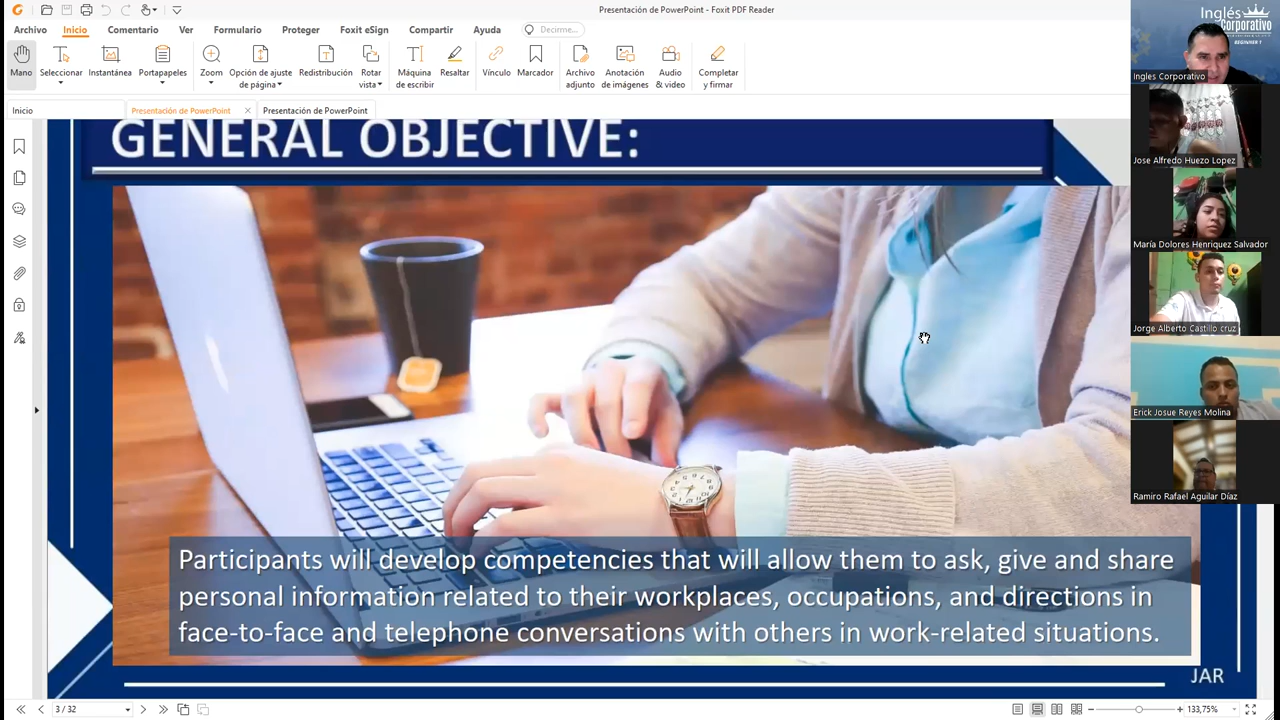 Presentación de PowerPoint - Foxit PDF Reader
Archivo Inicio Comentario Ver Formulario Proteger Foxit eSign Compartir Ayuda Decirme...
Mano Seleccionar Instantánea Portapapeles Zoom Opción de ajuste de página Redistribución Rotar vista Máquina de escribir Resaltar Vínculo Marcador Archivo adjunto Anotación de imágenes Audio & video Completar y firmar
Inicio Presentación de PowerPoint Presentación de PowerPoint
GENERAL OBJECTIVE:
Participants will develop competencies that will allow them to ask, give and share
personal information related to their workplaces, occupations, and directions in
face-to-face and telephone conversations with others in work-related situations.
JAR
3 / 32
133,75%
Inglés
Corporativo
BEGINNER 1
Ingles Corporativo
Jose Alfredo Huezo Lopez
María Dolores Henriquez Salvador
Jorge Alberto Castillo cruz
Erick Josue Reyes Molina
Ramiro Rafael Aguilar Díaz